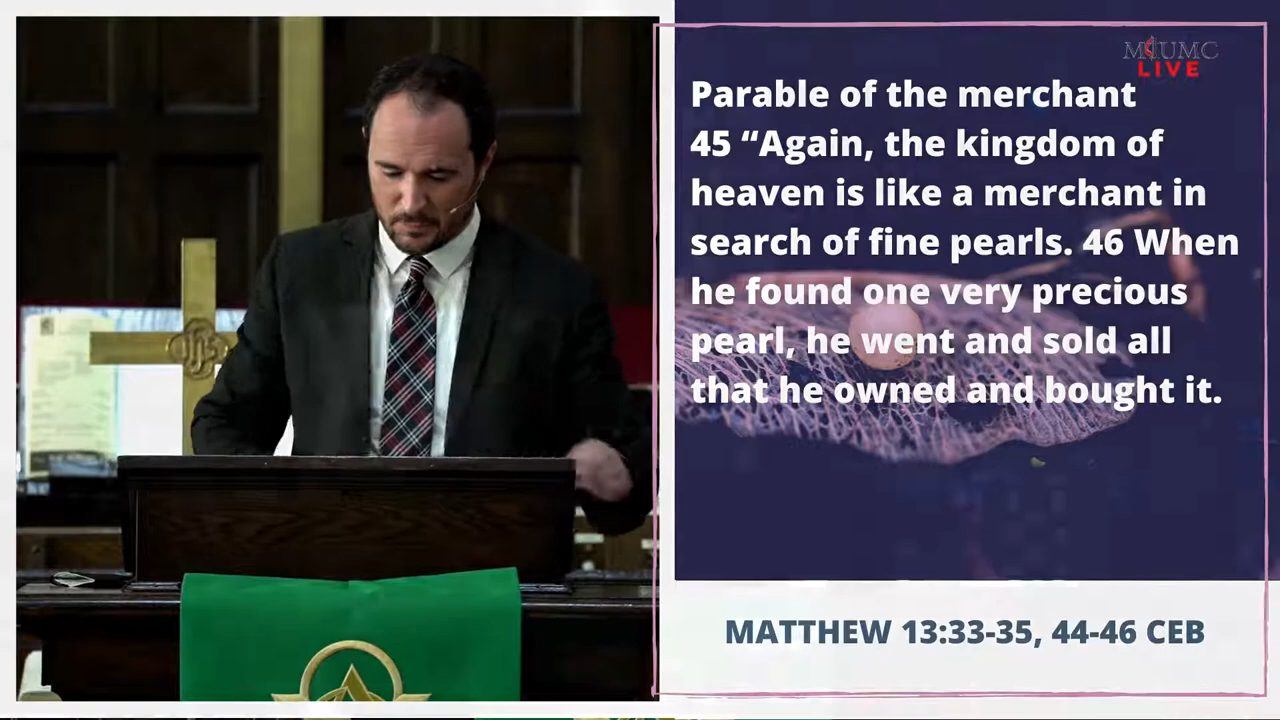 MIUMC
LIVE
Parable of the merchant
45 “Again, the kingdom of
heaven is like a merchant in
search of fine pearls. 46 When
he found one very precious
pearl, he went and sold all
that he owned and bought it.
MATTHEW 13:33-35, 44-46 CEB